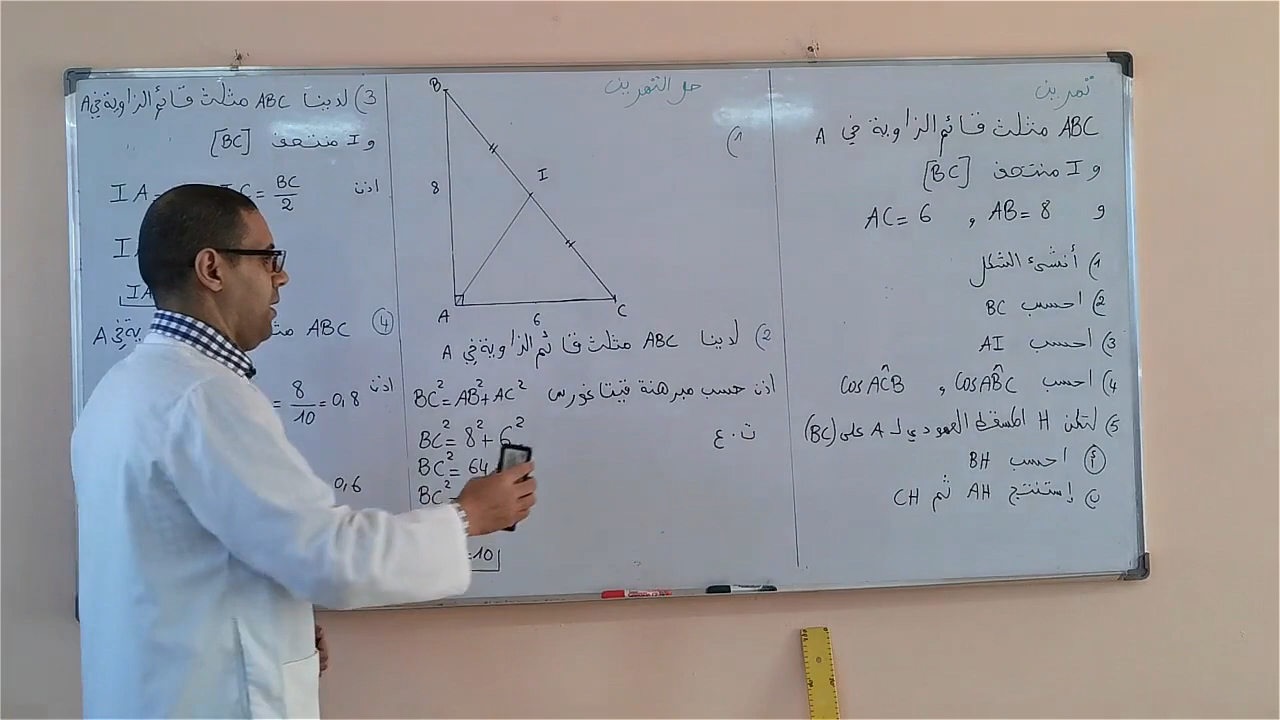 تمرين
ABC مثلث قائم الزاوية في A
و I منتصف [BC]
و AB = 8 , AC = 6
1) أنشئ الشكل
2) احسب BC
3) احسب AI
4) احسب cos AB̂C , cos AĈB
5) لتكن H المسقط العمودي لـ A على (BC)
أ) احسب BH
ب) إستنتج AH ثم CH
حل التمرين
1)
B
I
8
A
6
C
2) لدينا ABC مثلث قائم الزاوية في A
اذن حسب مبرهنة فيتاغورس BC² = AB² + AC²
ت.ع BC² = 8² + 6²
BC² = 64
BC² =
=10
3) لدينا ABC مثلث قائم الزاوية في A
و I منتصف [BC]
اذن IA = IC = BC/2
IA
4) ABC
اذن = 8/10 = 0,8
0,6